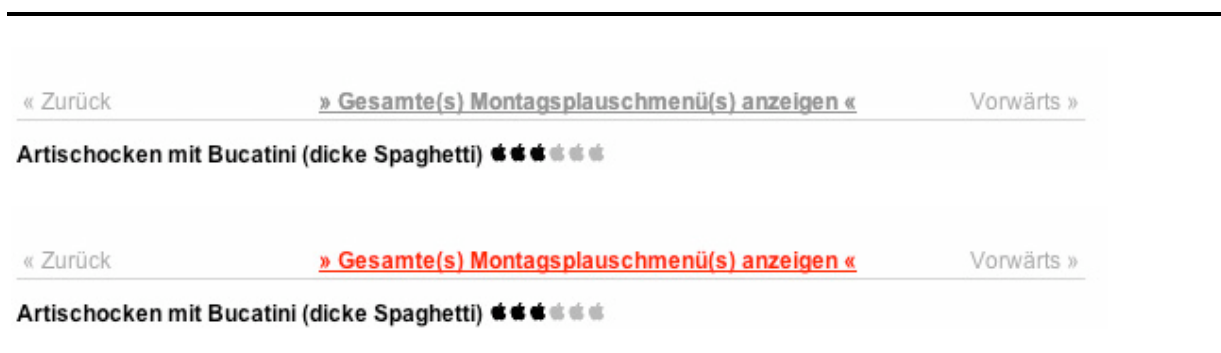 « Zurück » Gesamte(s) Montagsplauschmenü(s) anzeigen « Vorwärts »
Artischocken mit Bucatini (dicke Spaghetti)
« Zurück » Gesamte(s) Montagsplauschmenü(s) anzeigen « Vorwärts »
Artischocken mit Bucatini (dicke Spaghetti)